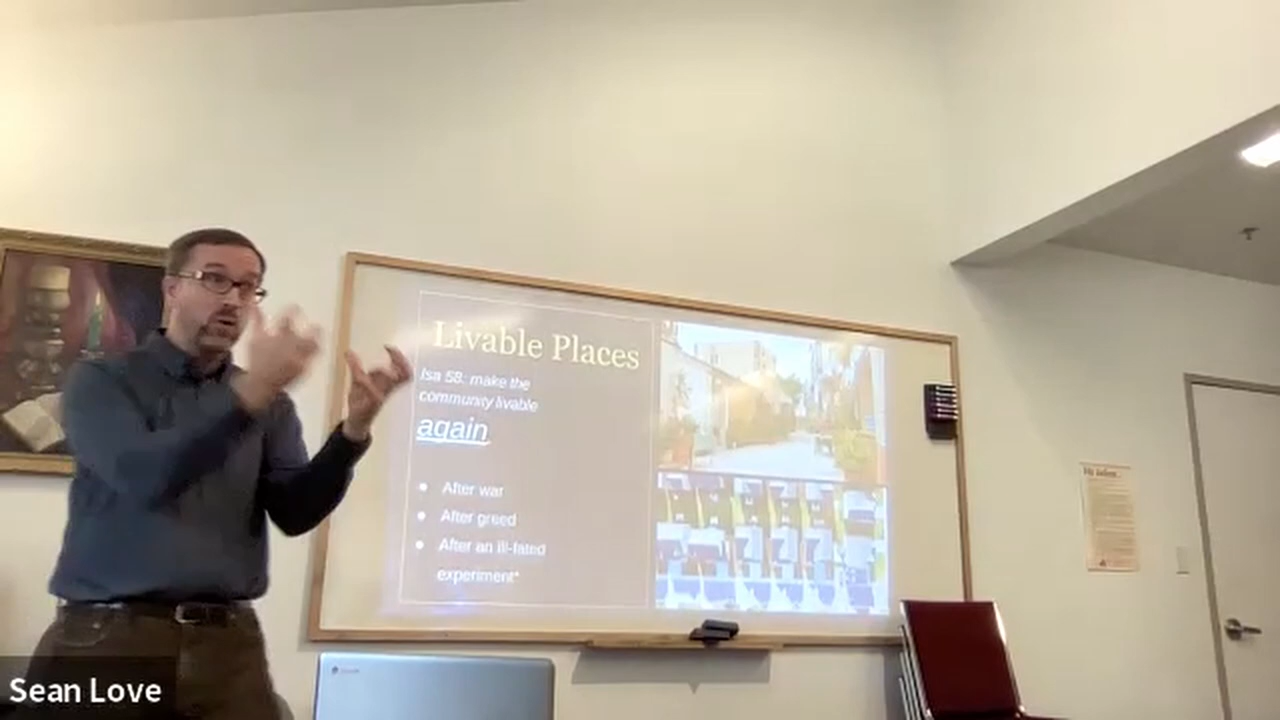 Livable Places
Isa 58: make the
community livable
again
After war
After greed
After an ill-fated
experiment*
Sean Love